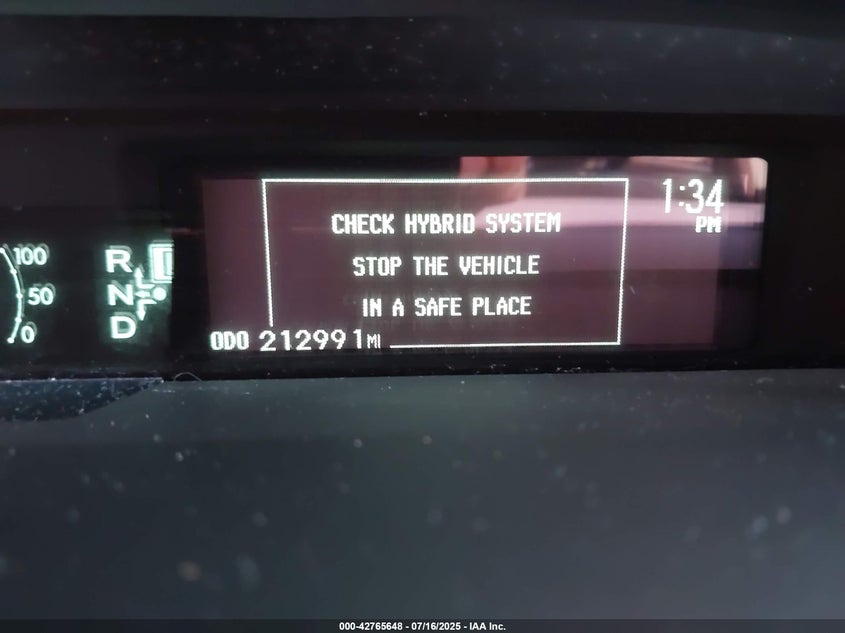 1:34
PM
CHECK HYBRID SYSTEM
STOP THE VEHICLE
IN A SAFE PLACE
ODO 212991 MI
100
50
0
R
N
D
000-42765648 - 07/16/2025 - IAA Inc.